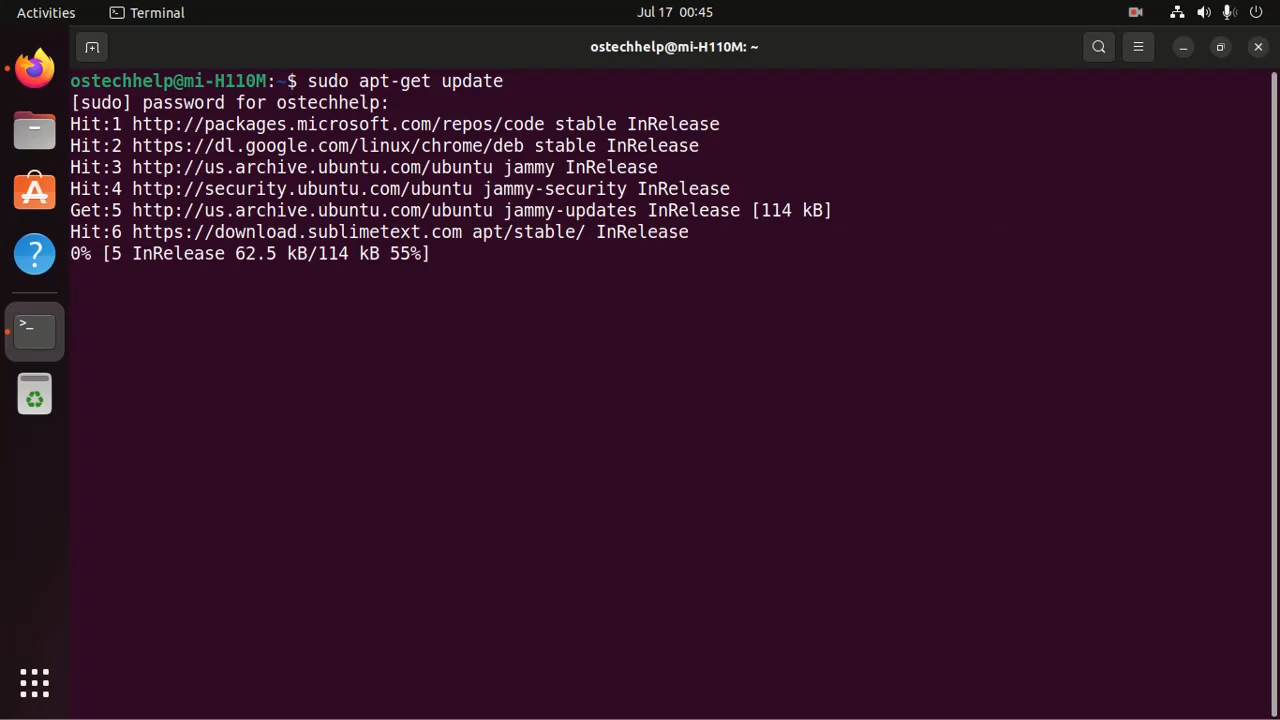 Activities
Terminal
Jul 17 00:45
ostechhelp@mi-H110M: ~
ostechhelp@mi-H110M:~$ sudo apt-get update
[sudo] password for ostechhelp:
Hit:1 http://packages.microsoft.com/repos/code stable InRelease
Hit:2 https://dl.google.com/linux/chrome/deb stable InRelease
Hit:3 http://us.archive.ubuntu.com/ubuntu jammy InRelease
Hit:4 http://security.ubuntu.com/ubuntu jammy-security InRelease
Get:5 http://us.archive.ubuntu.com/ubuntu jammy-updates InRelease [114 kB]
Hit:6 https://download.sublimetext.com apt/stable/ InRelease
0% [5 InRelease 62.5 kB/114 kB 55%]